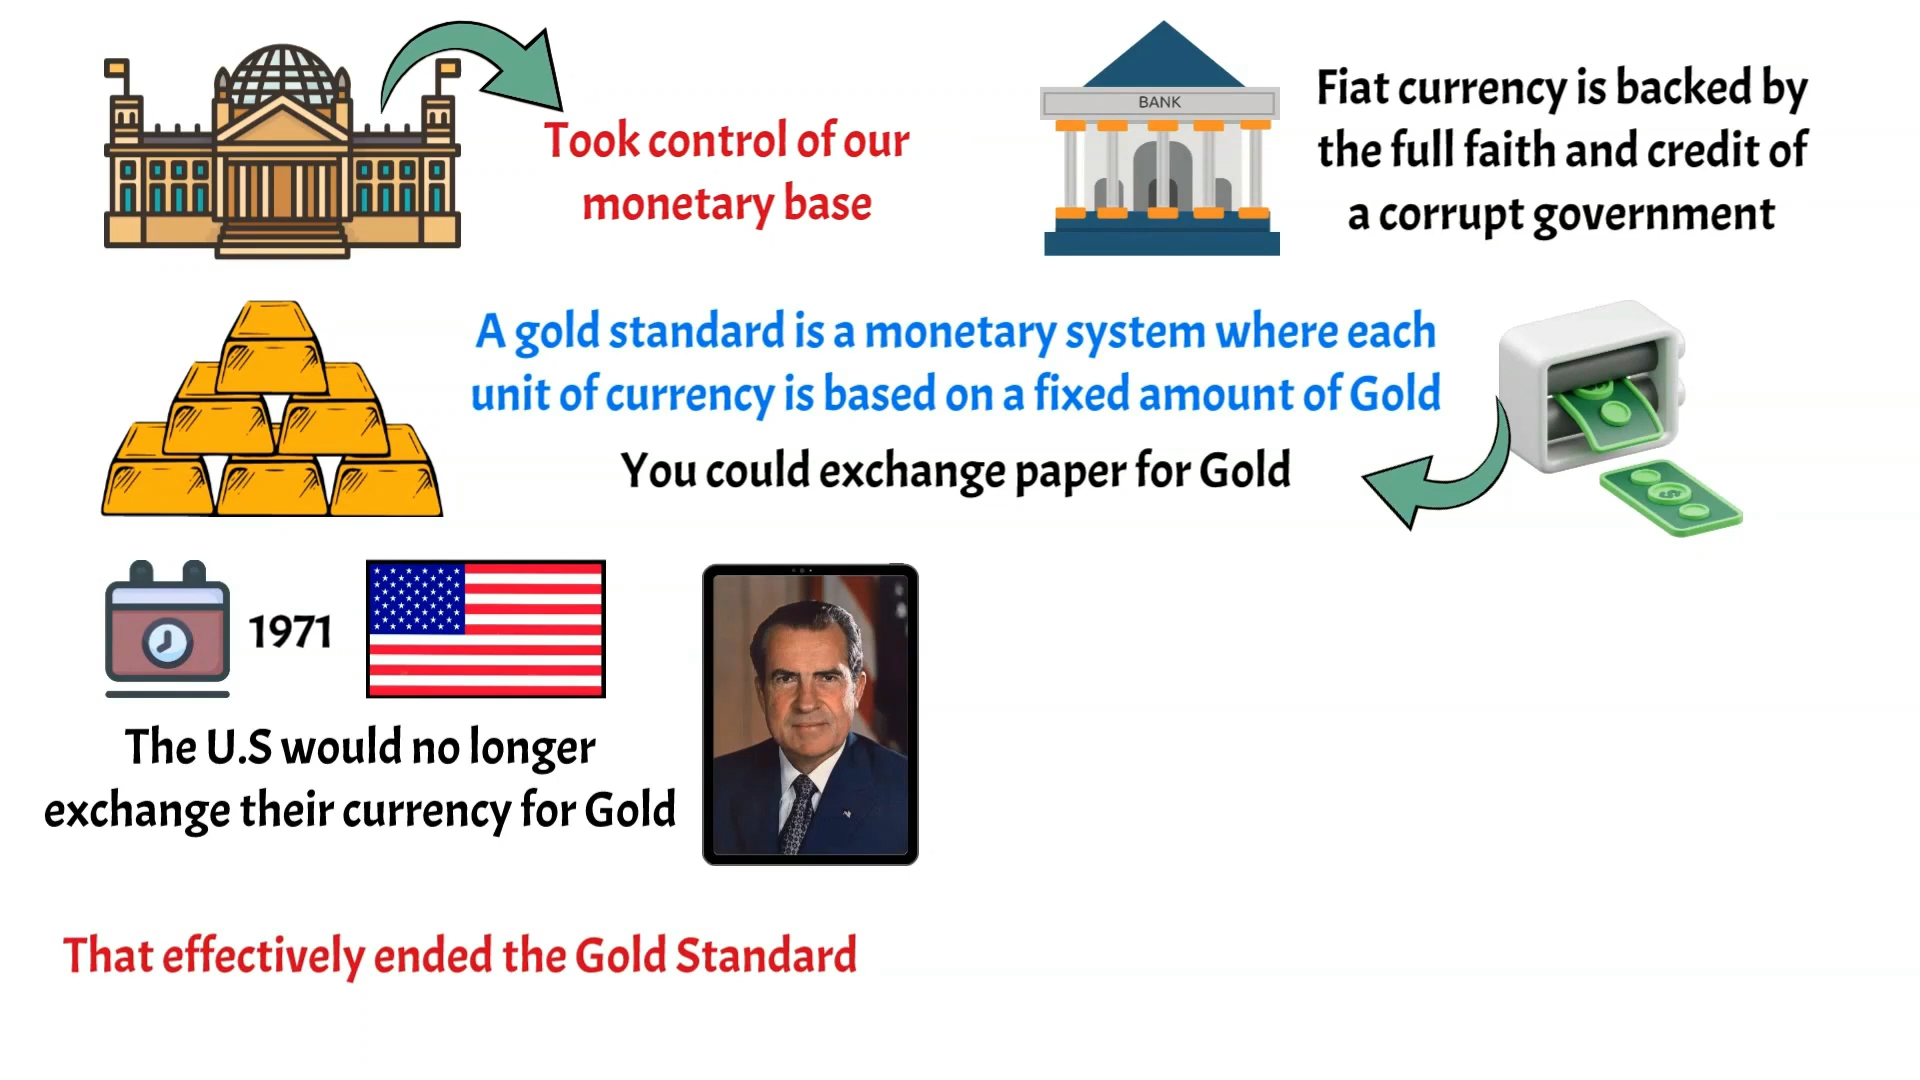 Took control of our
monetary base
BANK
Fiat currency is backed by
the full faith and credit of
a corrupt government
A gold standard is a monetary system where each
unit of currency is based on a fixed amount of Gold
You could exchange paper for Gold
1971
The U.S would no longer
exchange their currency for Gold
That effectively ended the Gold Standard